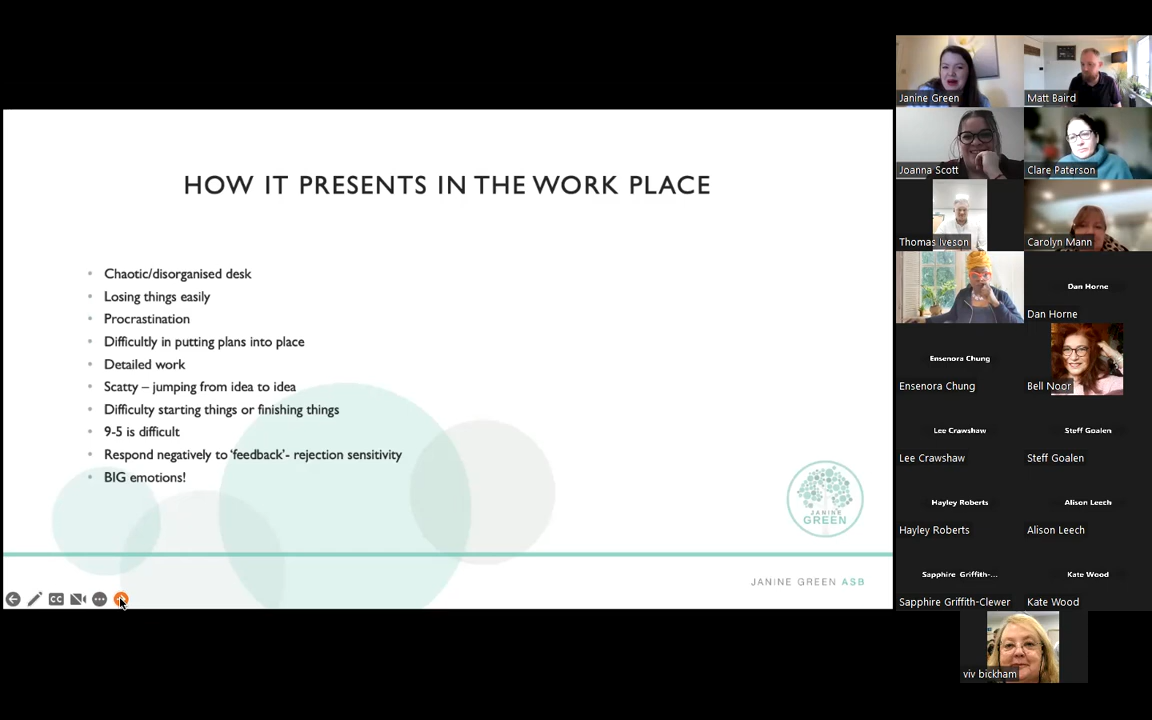 HOW IT PRESENTS IN THE WORK PLACE
• Chaotic/disorganised desk
• Losing things easily
• Procrastination
• Difficultly in putting plans into place
• Detailed work
• Scatty – jumping from idea to idea
• Difficulty starting things or finishing things
• 9-5 is difficult
• Respond negatively to 'feedback'- rejection sensitivity
• BIG emotions!
JANINE
GREEN
JANINE GREEN ASB
CC
Janine Green
Matt Baird
Joanna Scott
Clare Paterson
Thomas Iveson
Carolyn Mann
Dan Horne
Dan Horne
Ensenora Chung
Ensenora Chung
Bell Noor
Lee Crawshaw
Steff Goalen
Lee Crawshaw
Steff Goalen
Hayley Roberts
Alison Leech
Hayley Roberts
Alison Leech
Sapphire Griffith-...
Kate Wood
Sapphire Griffith-Clewer
Kate Wood
viv bickham